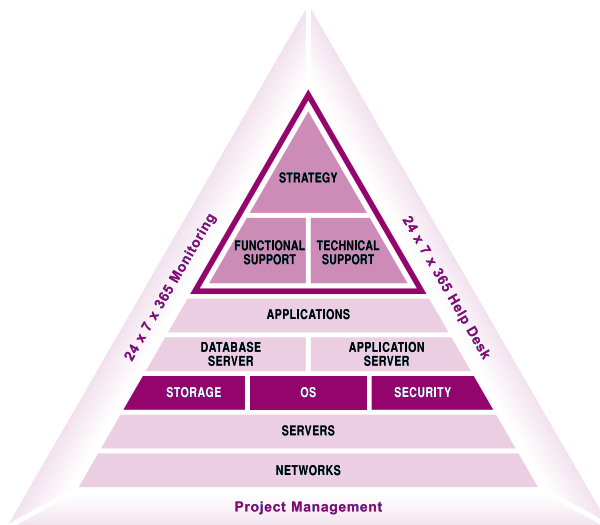 STRATEGY
FUNCTIONAL
SUPPORT
TECHNICAL
SUPPORT
24 x 7 x 365 Monitoring
24 x 7 x 365 Help Desk
APPLICATIONS
DATABASE
SERVER
APPLICATION
SERVER
STORAGE
OS
SECURITY
SERVERS
NETWORKS
Project Management